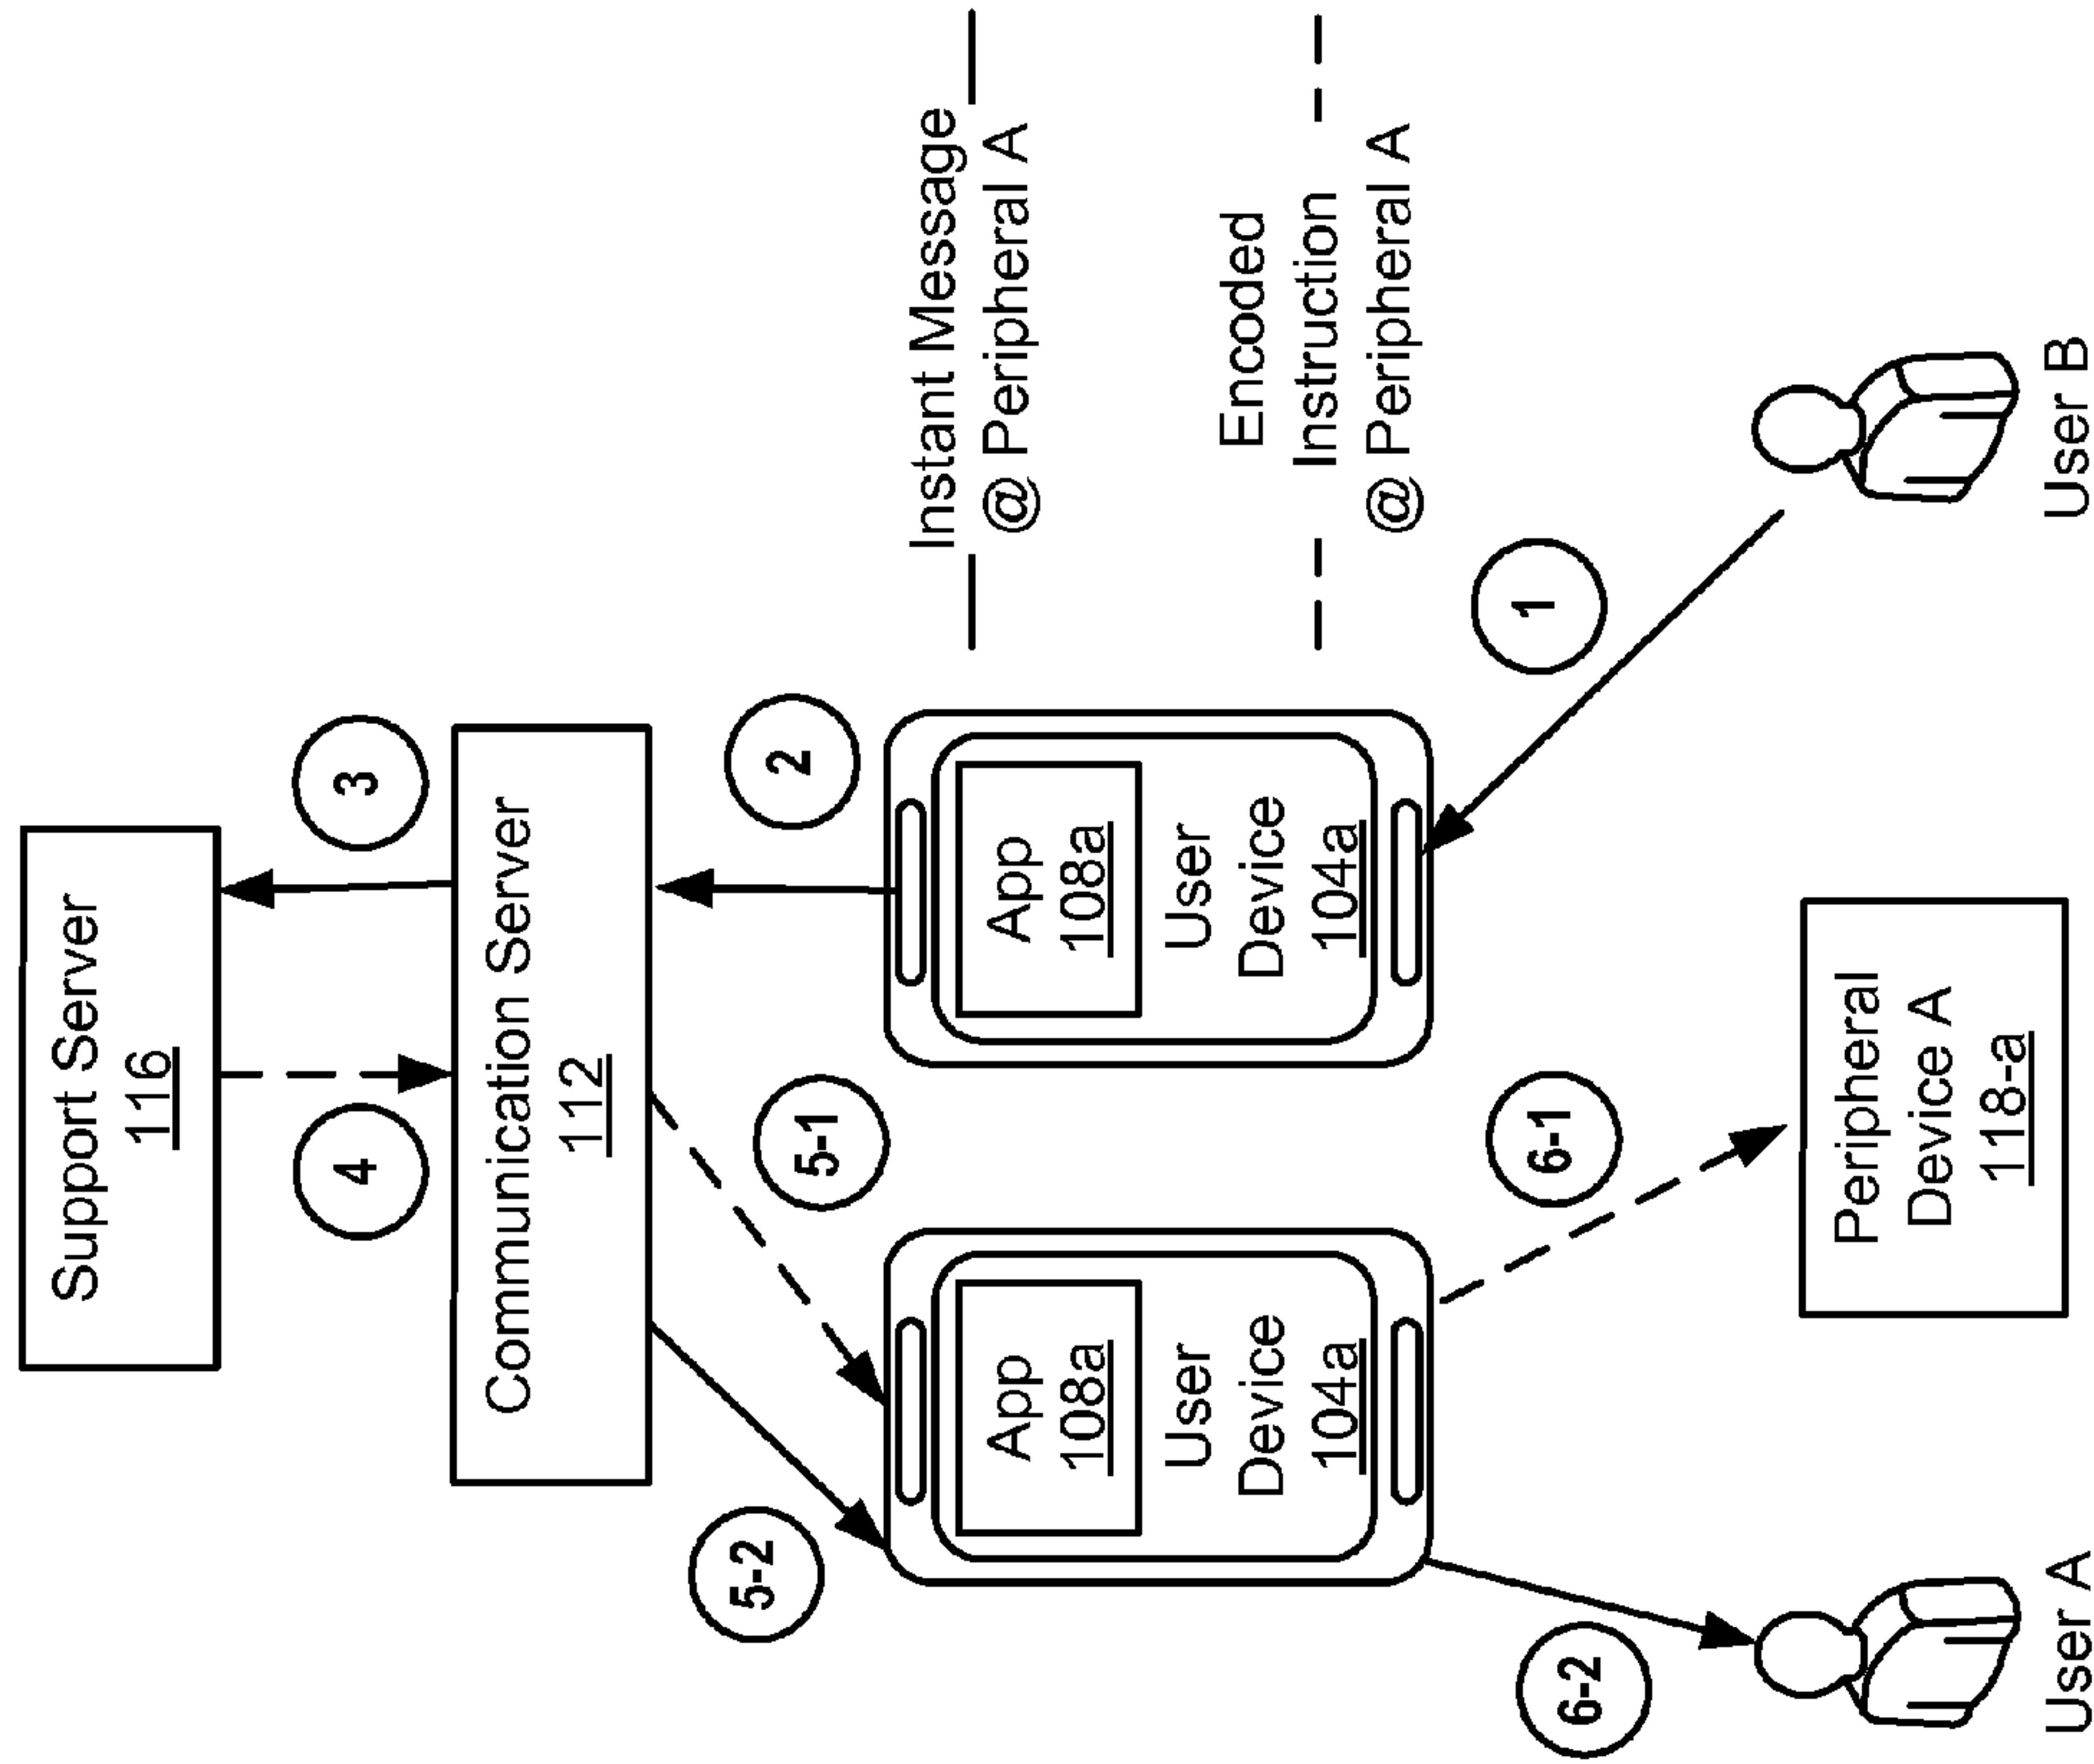 Support Server
116
3
4
Communication Server
112
2
5-1
5-2
App
108a
User
Device
104a
App
108a
User
Device
104a
Instant Message
@ Peripheral A
Encoded
Instruction
@ Peripheral A
1
6-1
6-2
Peripheral
Device A
118-a
User A
User B